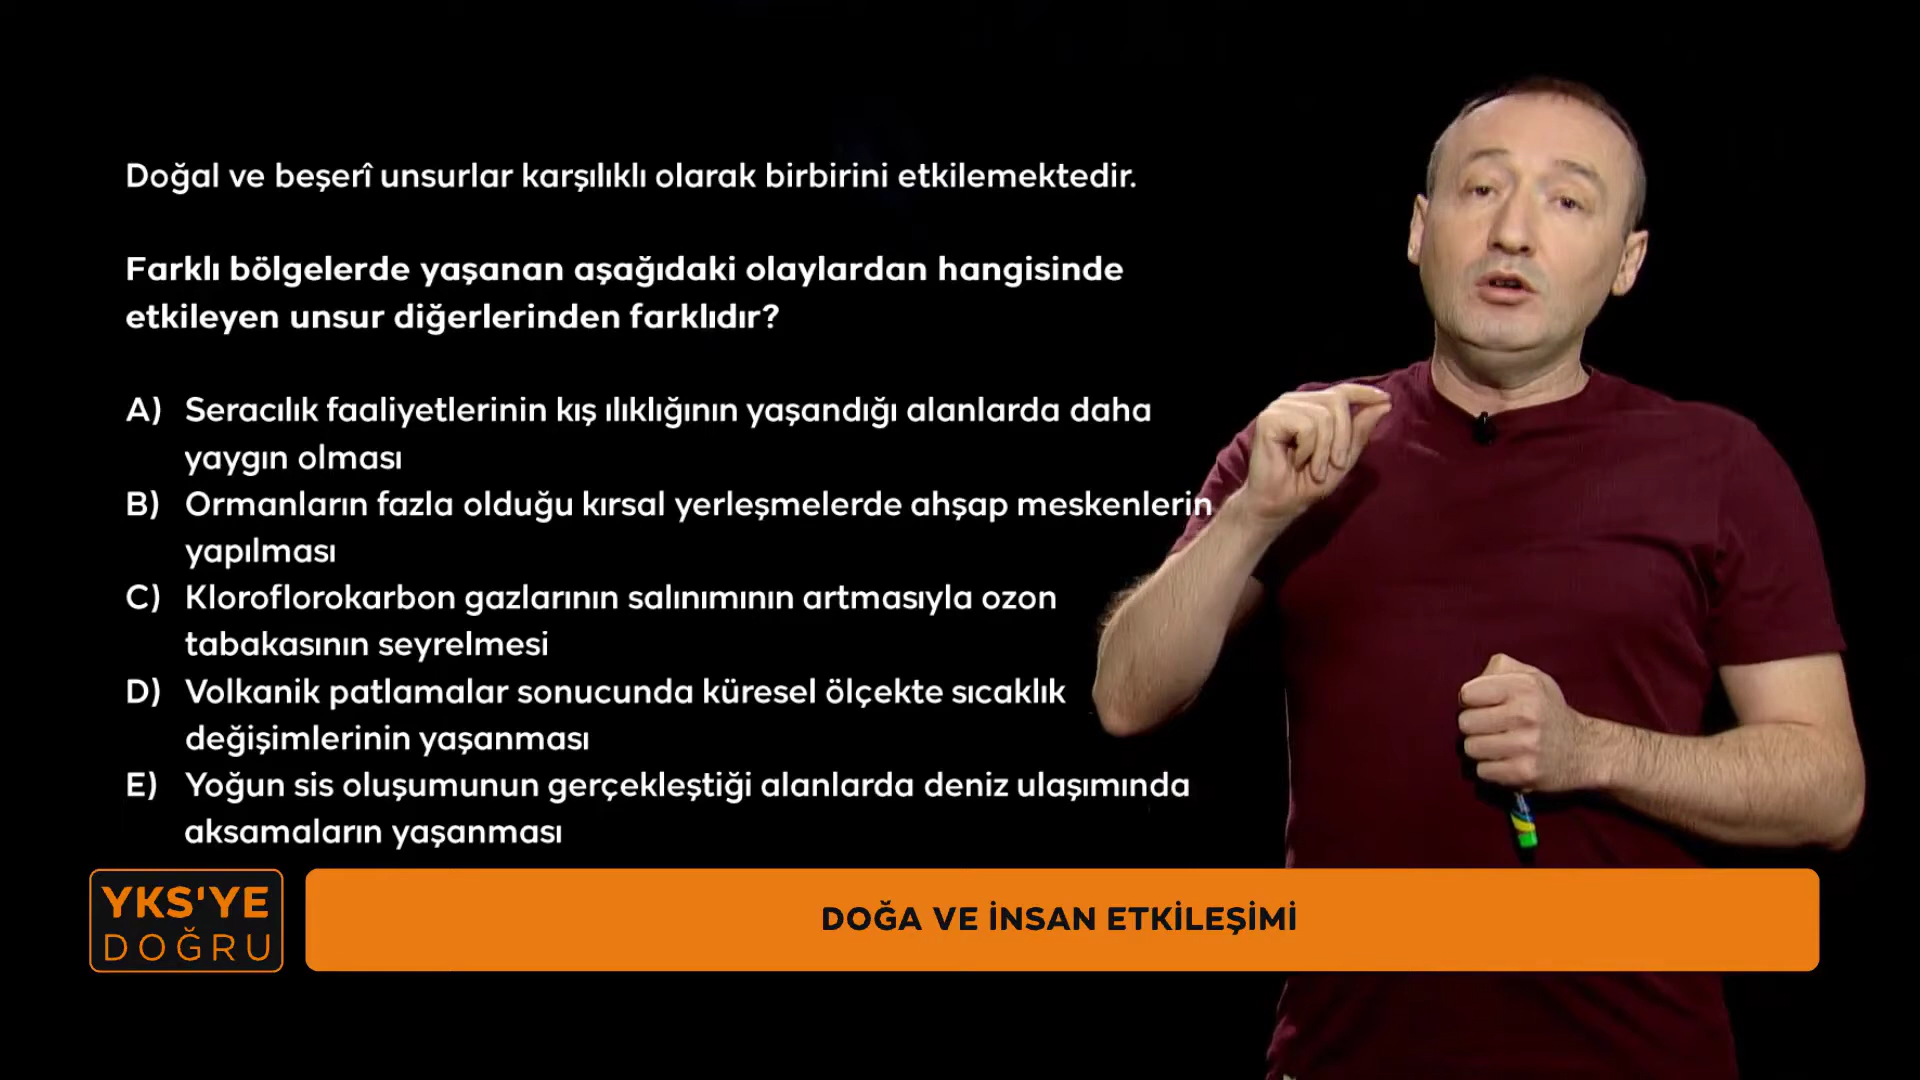 Doğal ve beşerî unsurlar karşılıklı olarak birbirini etkilemektedir.
Farklı bölgelerde yaşanan aşağıdaki olaylardan hangisinde
etkileyen unsur diğerlerinden farklıdır?
A) Seracılık faaliyetlerinin kış ılıklığının yaşandığı alanlarda daha
yaygın olması
B) Ormanların fazla olduğu kırsal yerleşmelerde ahşap meskenlerin
yapılması
C) Kloroflorokarbon gazlarının salınımının artmasıyla ozon
tabakasının seyrelmesi
D) Volkanik patlamalar sonucunda küresel ölçekte sıcaklık
değişimlerinin yaşanması
E) Yoğun sis oluşumunun gerçekleştiği alanlarda deniz ulaşımında
aksamaların yaşanması
YKS'YE
DOĞRU
DOĞA VE İNSAN ETKİLEŞİMİ